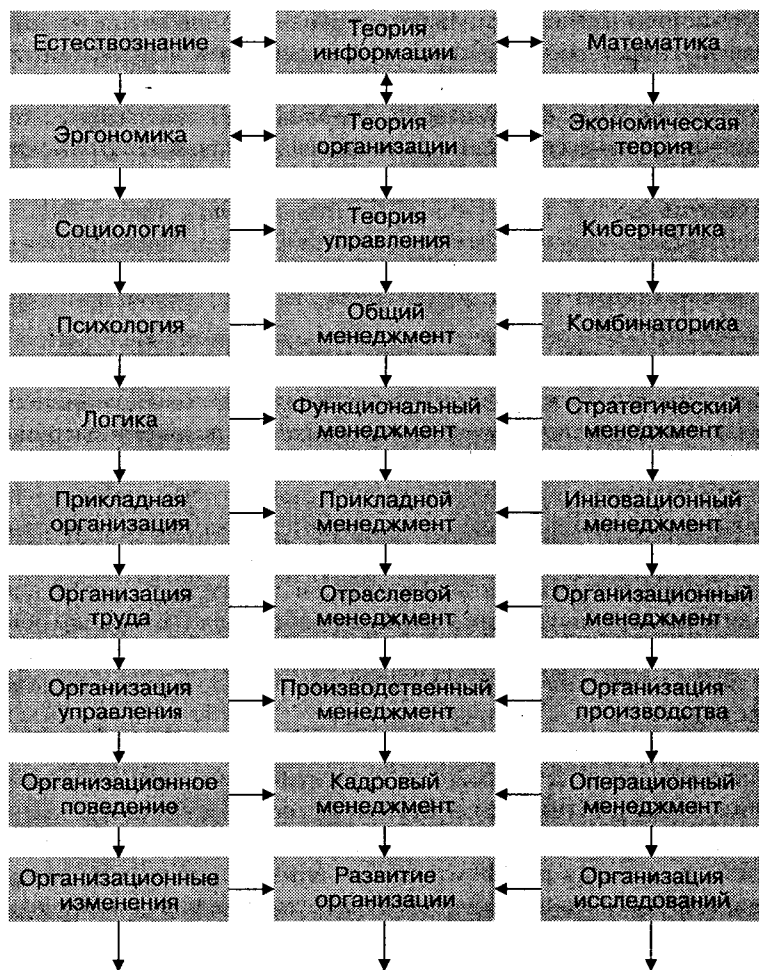 Естествознание
Теория
информации
Математика
Эргономика
Теория
организации
Экономическая
теория
Социология
Теория
управления
Кибернетика
Психология
Общий
менеджмент
Комбинаторика
Логика
Функциональный
менеджмент
Стратегический
менеджмент
Прикладная
организация
Прикладной
менеджмент
Инновационный
менеджмент
Организация
труда
Отраслевой
менеджмент
Организационный
менеджмент
Организация
управления
Производственный
менеджмент
Организация
производства
Организационное
поведение
Кадровый
менеджмент
Операционный
менеджмент
Организационные
изменения
Развитие
организации
Организация
исследований